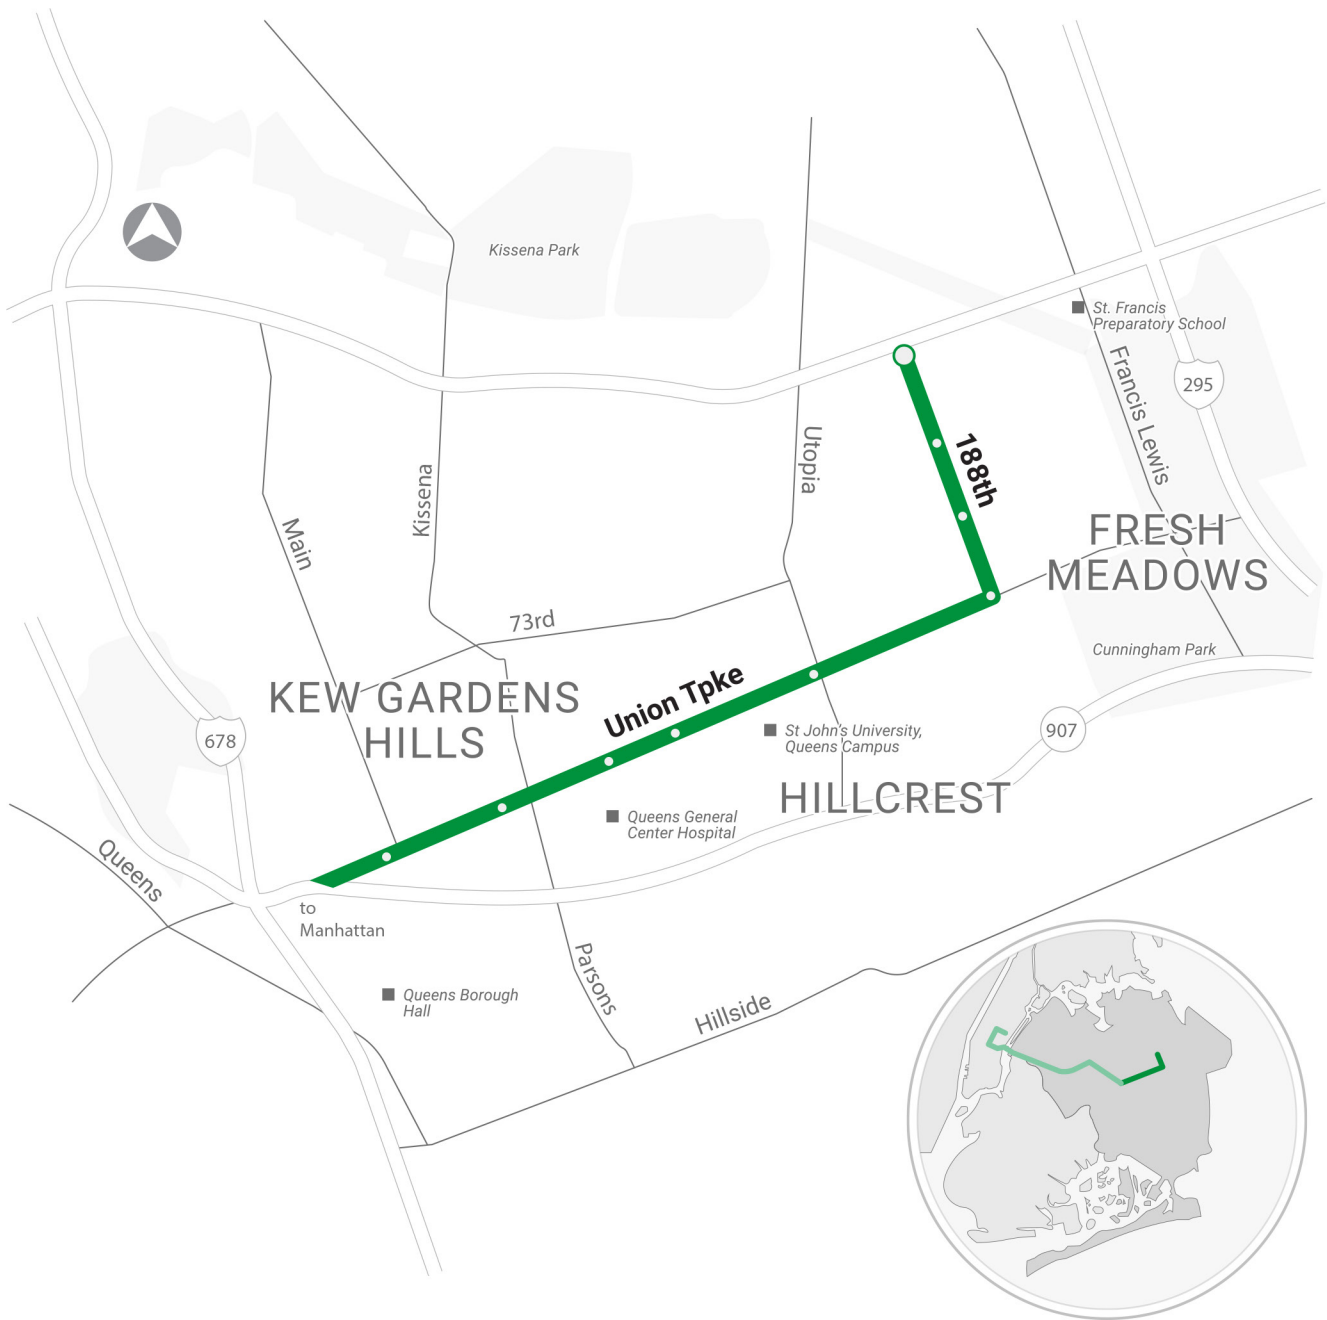 Kissena Park
St. Francis
Preparatory School
Francis Lewis
295
Utopia
188th
Kissena
Main
FRESH
MEADOWS
73rd
Cunningham Park
KEW GARDENS
HILLS
Union Tpke
678
907
St John's University,
Queens Campus
HILLCREST
Queens General
Center Hospital
Queens
to
Manhattan
Parsons
Queens Borough
Hall
Hillside